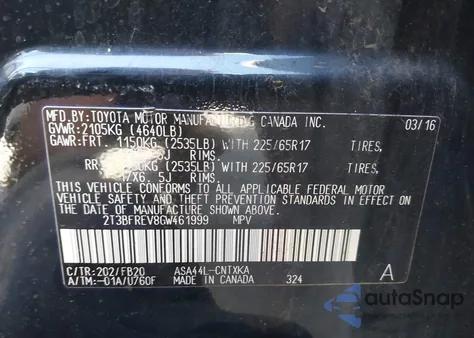 MFD.BY:TOYOTA MOTOR MANUFACTURING CANADA INC. 03/16
GVWR:2105KG (4640LB)
GAWR:FRT. 1150KG (2535LB) WITH 225/65R17 TIRES,
RIMS,
RR. (2535LB) WITH 225/65R17 TIRES,
17X6.5J RIMS.
THIS VEHICLE CONFORMS TO ALL APPLICABLE FEDERAL MOTOR
VEHICLE SAFETY AND THEFT PREVENTION STANDARDS IN EFFECT ON THE
DATE OF MANUFACTURE SHOWN ABOVE.
2T3BFREV8GW461999 MPV
C/TR:202/FB20 ASA44L-CNTXKA
A/TM:-01A/U760F MADE IN CANADA 324 A
autoSnap